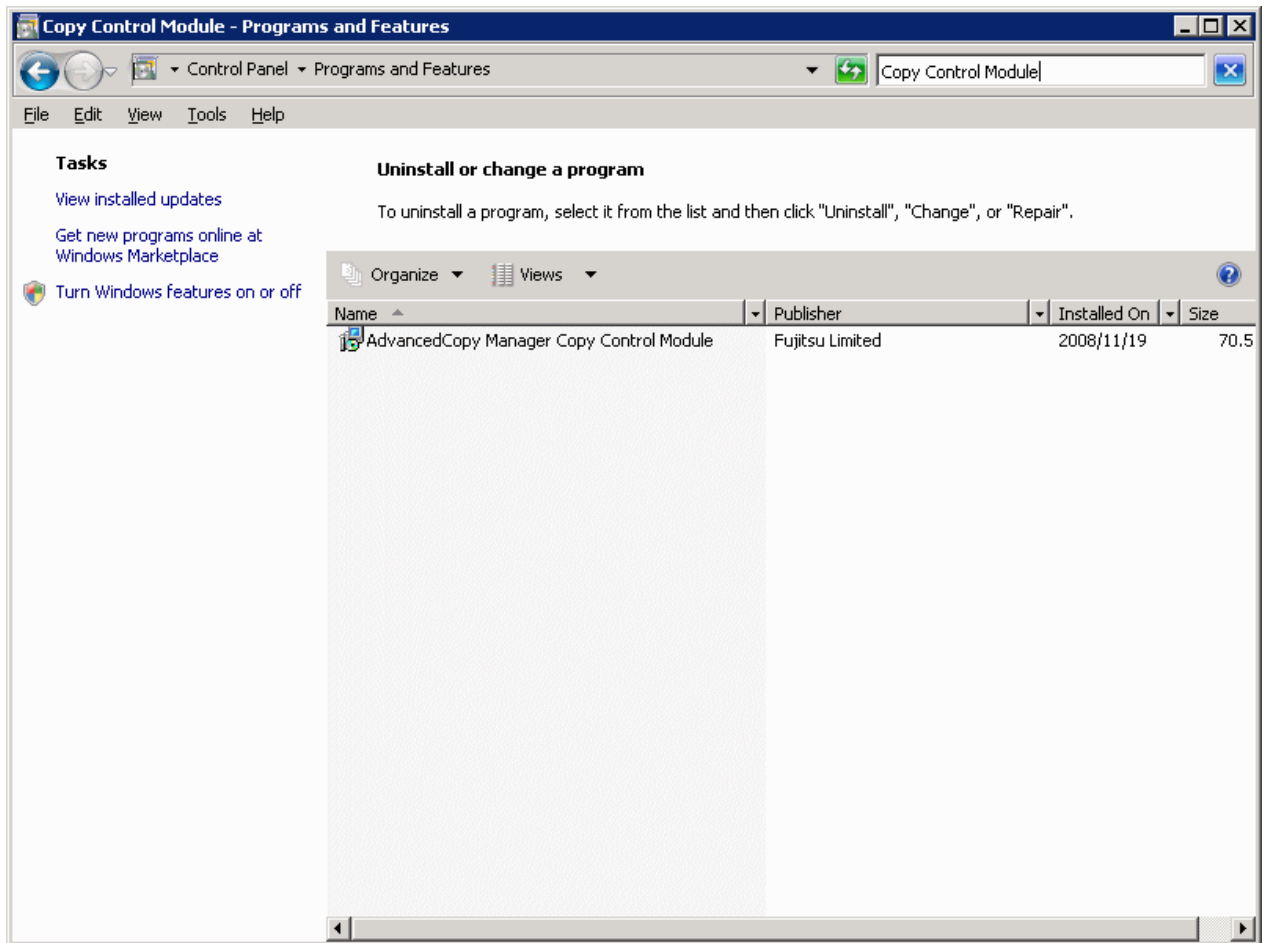 Copy Control Module - Programs and Features
Control Panel Programs and Features
Copy Control Module
File Edit View Tools Help
Tasks
View installed updates
Get new programs online at
Windows Marketplace
Turn Windows features on or off
Uninstall or change a program
To uninstall a program, select it from the list and then click "Uninstall", "Change", or "Repair".
Organize Views
Name Publisher Installed On Size
AdvancedCopy Manager Copy Control Module Fujitsu Limited 2008/11/19 70.5